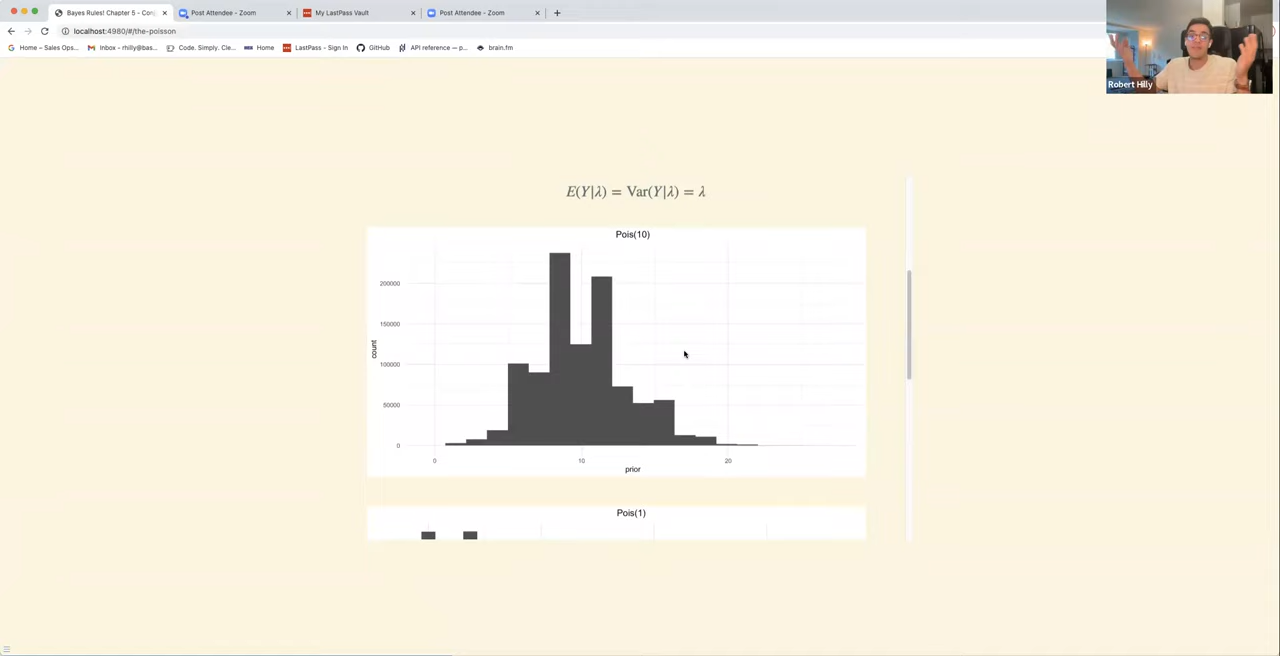 Bayes Rules! Chapter 5 - Con
Post Attendee - Zoom
My LastPass Vault
Post Attendee - Zoom
localhost:4980/#/the-poisson
Home – Sales Ops...
Inbox - rhilly@bas...
Code. Simply. Cle...
Home
LastPass - Sign In
GitHub
API reference — p...
brain.fm
Robert Hilly
E(Y|λ) = Var(Y|λ) = λ
Pois(10)
200000
150000
100000
50000
0
count
0
10
20
prior
Pois(1)